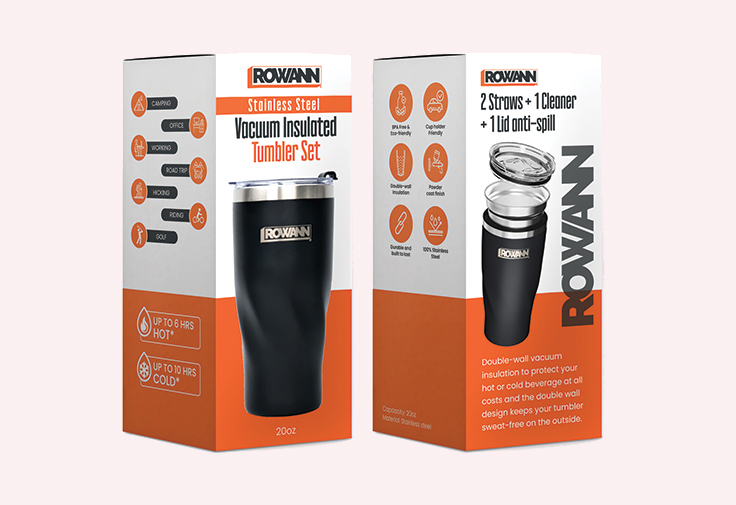 CAMPING
OFFICE
WORKING
ROAD TRIP
HICKING
RIDING
GOLF
UP TO 6 HRS
HOT*
UP TO 10 HRS
COLD*
ROWANN
Stainless Steel
Vacuum Insulated
Tumbler Set
ROWANN
20oz
BPA Free &
Eco-friendly
Cup holder
Friendly
Double-wall
Insulation
Powder
coat finish
Durable and
built to last
100% Stainless
Steel
Capacity: 20oz
Material: Stainless steel
ROWANN
2 Straws + 1 Cleaner
+ 1 Lid anti-spill
ROWANN
ROWANN
Double-wall vacuum
insulation to protect your
hot or cold beverage at all
costs and the double wall
design keeps your tumbler
sweat-free on the outside.